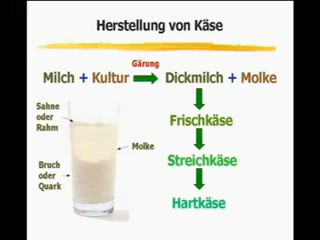 Herstellung von Käse
Gärung
Milch + Kultur Dickmilch + Molke
Sahne
oder
Rahm
Frischkäse
Molke
Streichkäse
Bruch
oder
Quark
Hartkäse